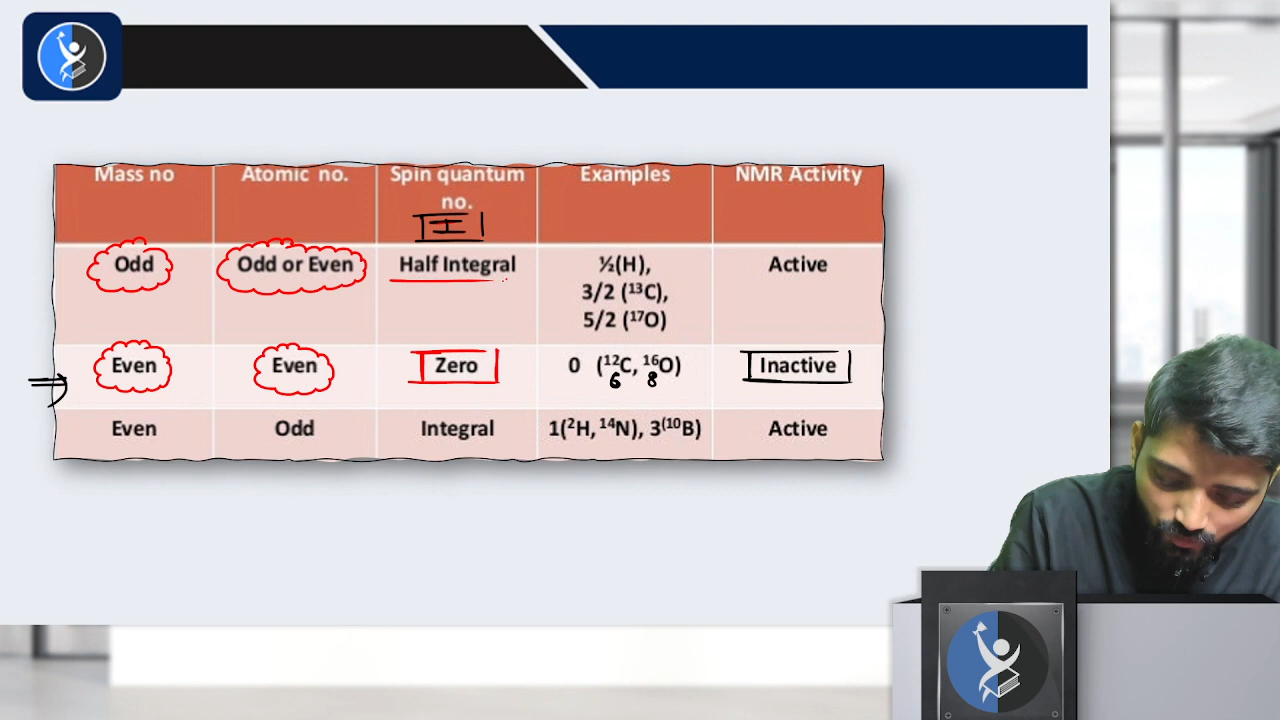 Mass no Atomic no. Spin quantum no. Examples NMR Activity
I
Odd Odd or Even Half Integral ½(H), Active
3/2 (¹³C),
5/2 (¹⁷O)
Even Even Zero 0 (¹²C, ¹⁶O) Inactive
6 8
Even Odd Integral 1(²H, ¹⁴N), 3⁽¹⁰B) Active